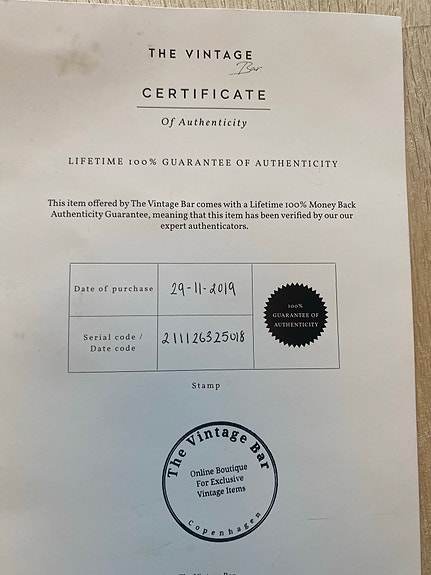 THE VINTAGE
Bar
CERTIFICATE
Of Authenticity
LIFETIME 100% GUARANTEE OF AUTHENTICITY
This item offered by The Vintage Bar comes with a Lifetime 100% Money Back
Authenticity Guarantee, meaning that this item has been verified by our our
expert authenticators.
Date of purchase
29-11-2019
100%
GUARANTEE OF
AUTHENTICITY
Serial code /
Date code
211126325018
Stamp
The Vintage Bar
Online Boutique
For Exclusive
Vintage Items
Copenhagen